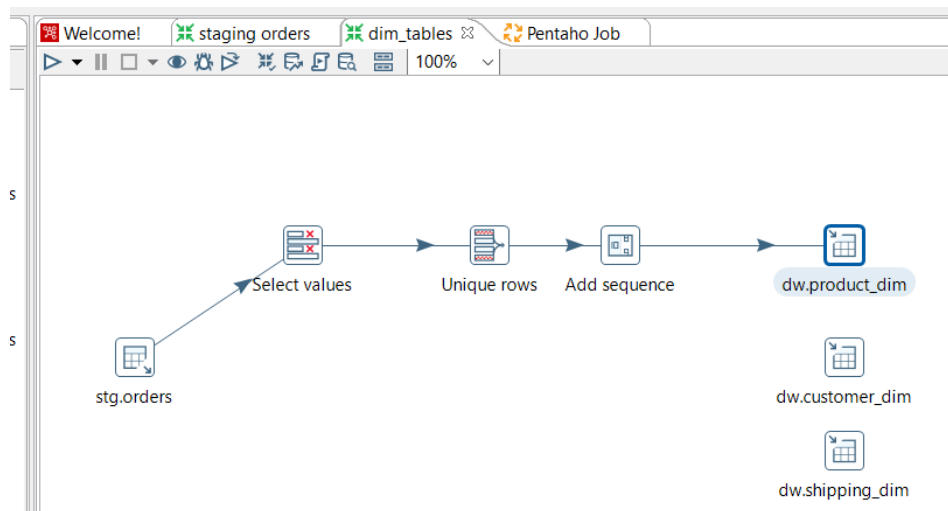 Welcome! staging orders dim_tables Pentaho Job
100%
s
Select values Unique rows Add sequence dw.product_dim
s
stg.orders dw.customer_dim
dw.shipping_dim